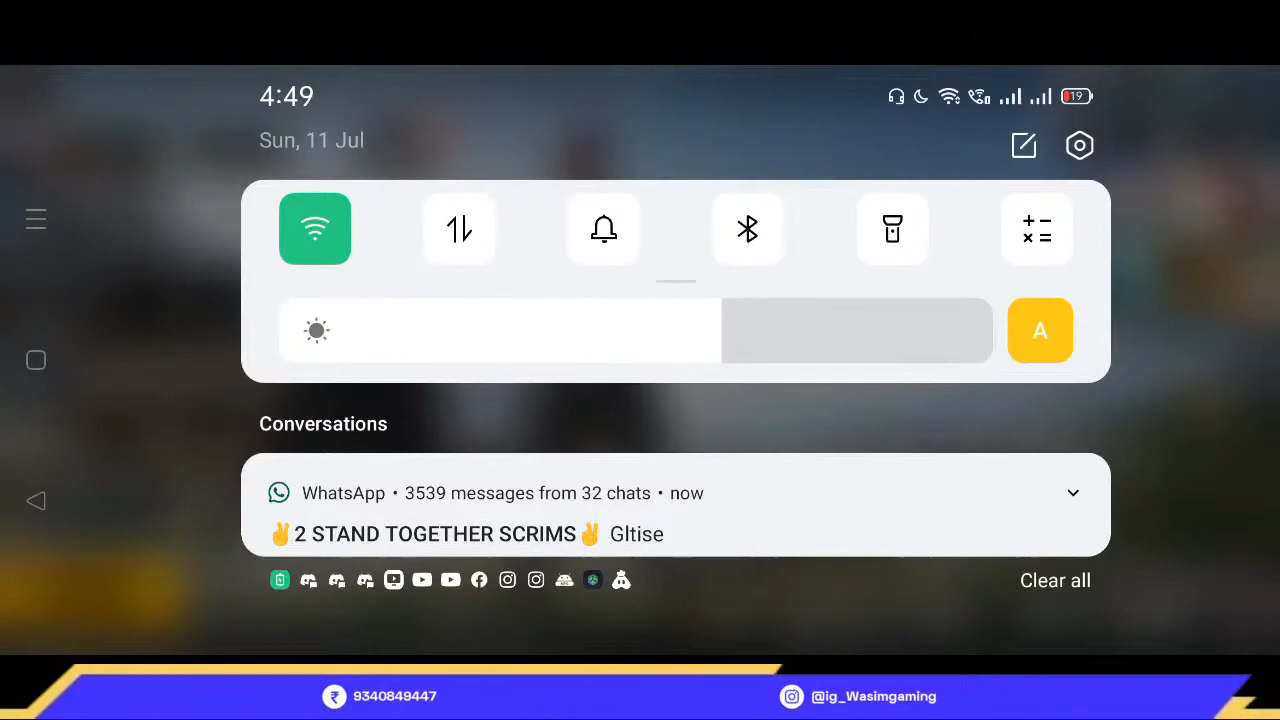 4:49
19
Sun, 11 Jul
A
Conversations
WhatsApp • 3539 messages from 32 chats • now
✌2 STAND TOGETHER SCRIMS✌ Gltise
Clear all
₹ 9340849447
@ig_Wasimgaming